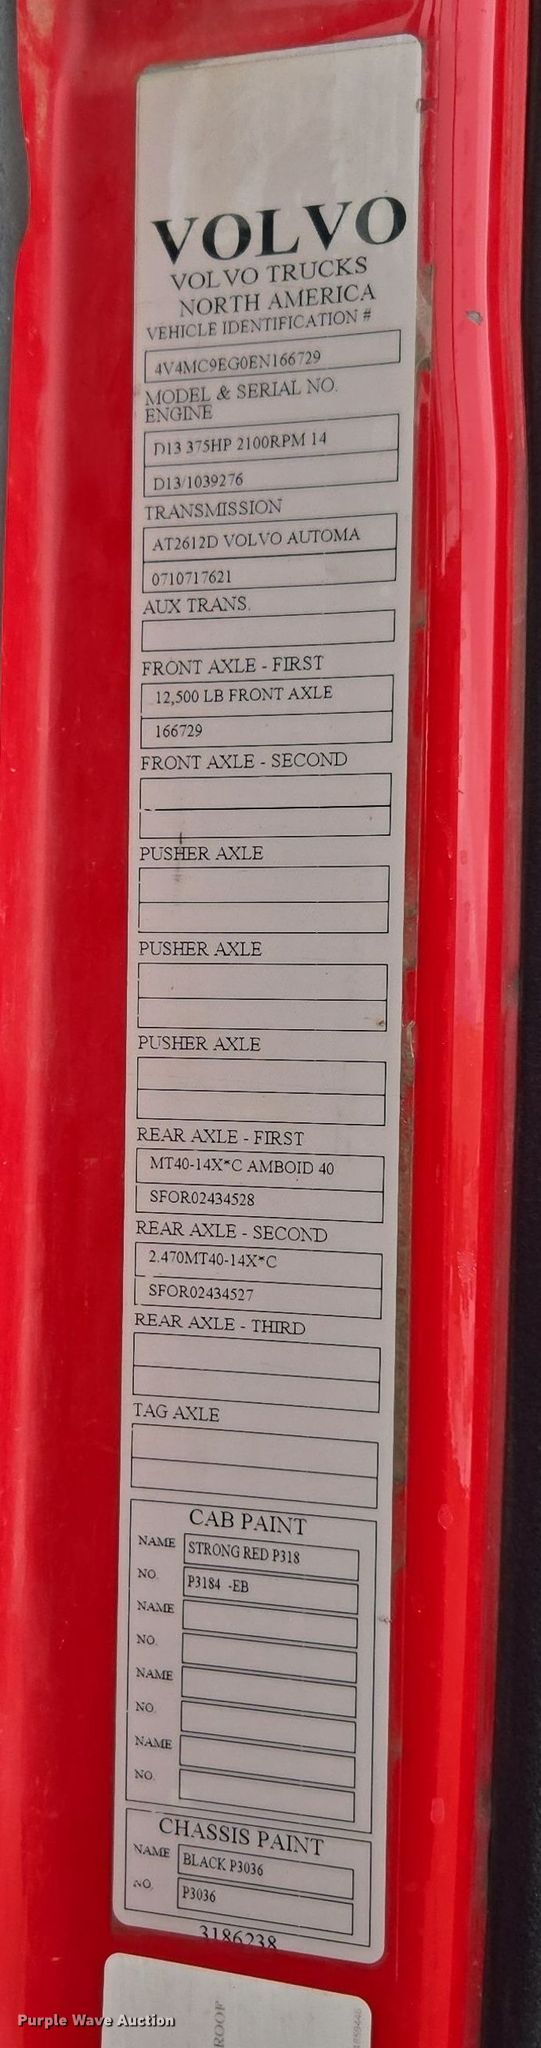 VOLVO
VOLVO TRUCKS
NORTH AMERICA
VEHICLE IDENTIFICATION #
4V4MC9EG0EN166729
MODEL & SERIAL NO.
ENGINE
D13 375HP 2100RPM 14
D13/1039276
TRANSMISSION
AT2612D VOLVO AUTOMA
0710717621
AUX TRANS.
FRONT AXLE - FIRST
12,500 LB FRONT AXLE
166729
FRONT AXLE - SECOND
PUSHER AXLE
PUSHER AXLE
PUSHER AXLE
REAR AXLE - FIRST
MT40-14X*C AMBOID 40
SFOR02434528
REAR AXLE - SECOND
2.470MT40-14X*C
SFOR02434527
REAR AXLE - THIRD
TAG AXLE
CAB PAINT
NAME STRONG RED P318
NO. P3184 -EB
NAME
NO.
NAME
NO.
NAME
NO.
CHASSIS PAINT
NAME BLACK P3036
NO. P3036
3186238
ROOF
Purple Wave Auction